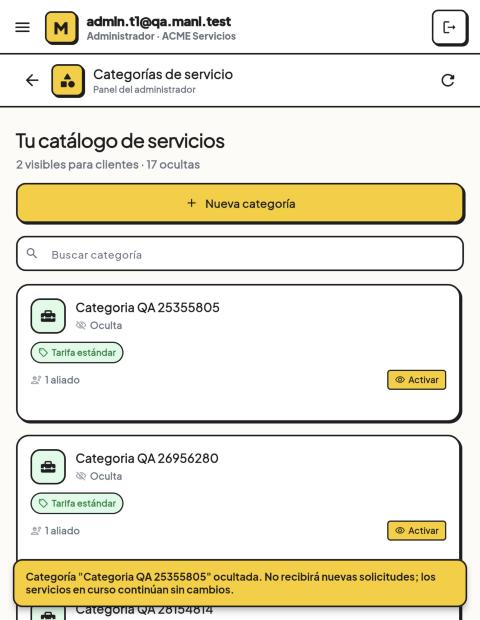 M
admin.t1@qa.mani.test
Administrador · ACME Servicios
Categorías de servicio
Panel del administrador
Tu catálogo de servicios
2 visibles para clientes · 17 ocultas
+ Nueva categoría
Buscar categoría
Categoria QA 25355805
Oculta
Tarifa estándar
1 aliado
Activar
Categoria QA 26956280
Oculta
Tarifa estándar
1 aliado
Activar
Categoría "Categoria QA 25355805" ocultada. No recibirá nuevas solicitudes; los
servicios en curso continúan sin cambios.
Categoria QA 28154814